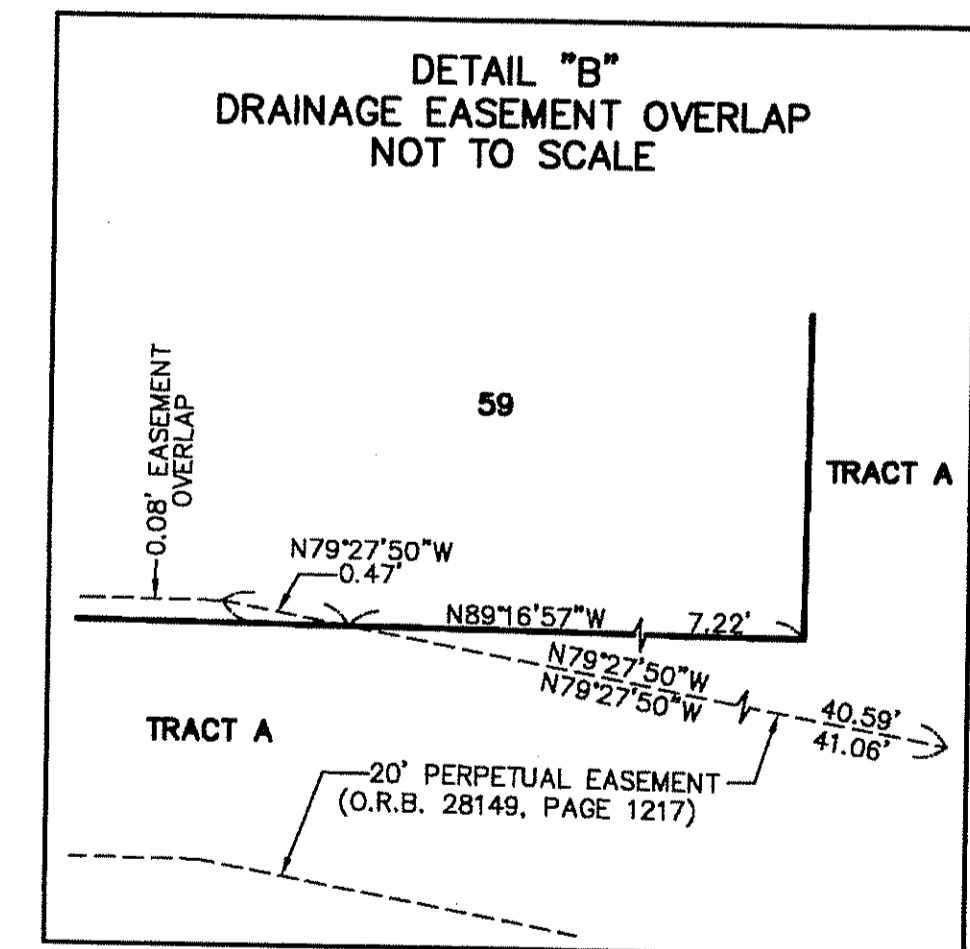 DETAIL "B"
DRAINAGE EASEMENT OVERLAP
NOT TO SCALE
0.08' EASEMENT
OVERLAP
59
TRACT A
N79°27'50"W
0.47'
N89°16'57"W
7.22'
N79°27'50"W
N79°27'50"W
40.59'
41.06'
TRACT A
20' PERPETUAL EASEMENT
(O.R.B. 28149, PAGE 1217)